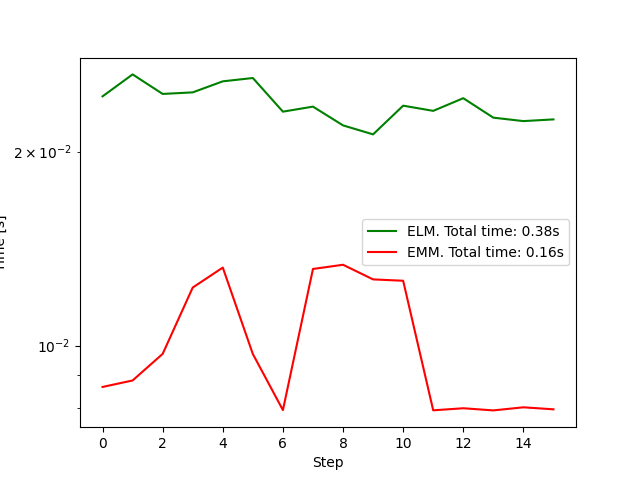 2 × 10⁻²
10⁻²
Time [s]
ELM. Total time: 0.38s
EMM. Total time: 0.16s
0 2 4 6 8 10 12 14
Step